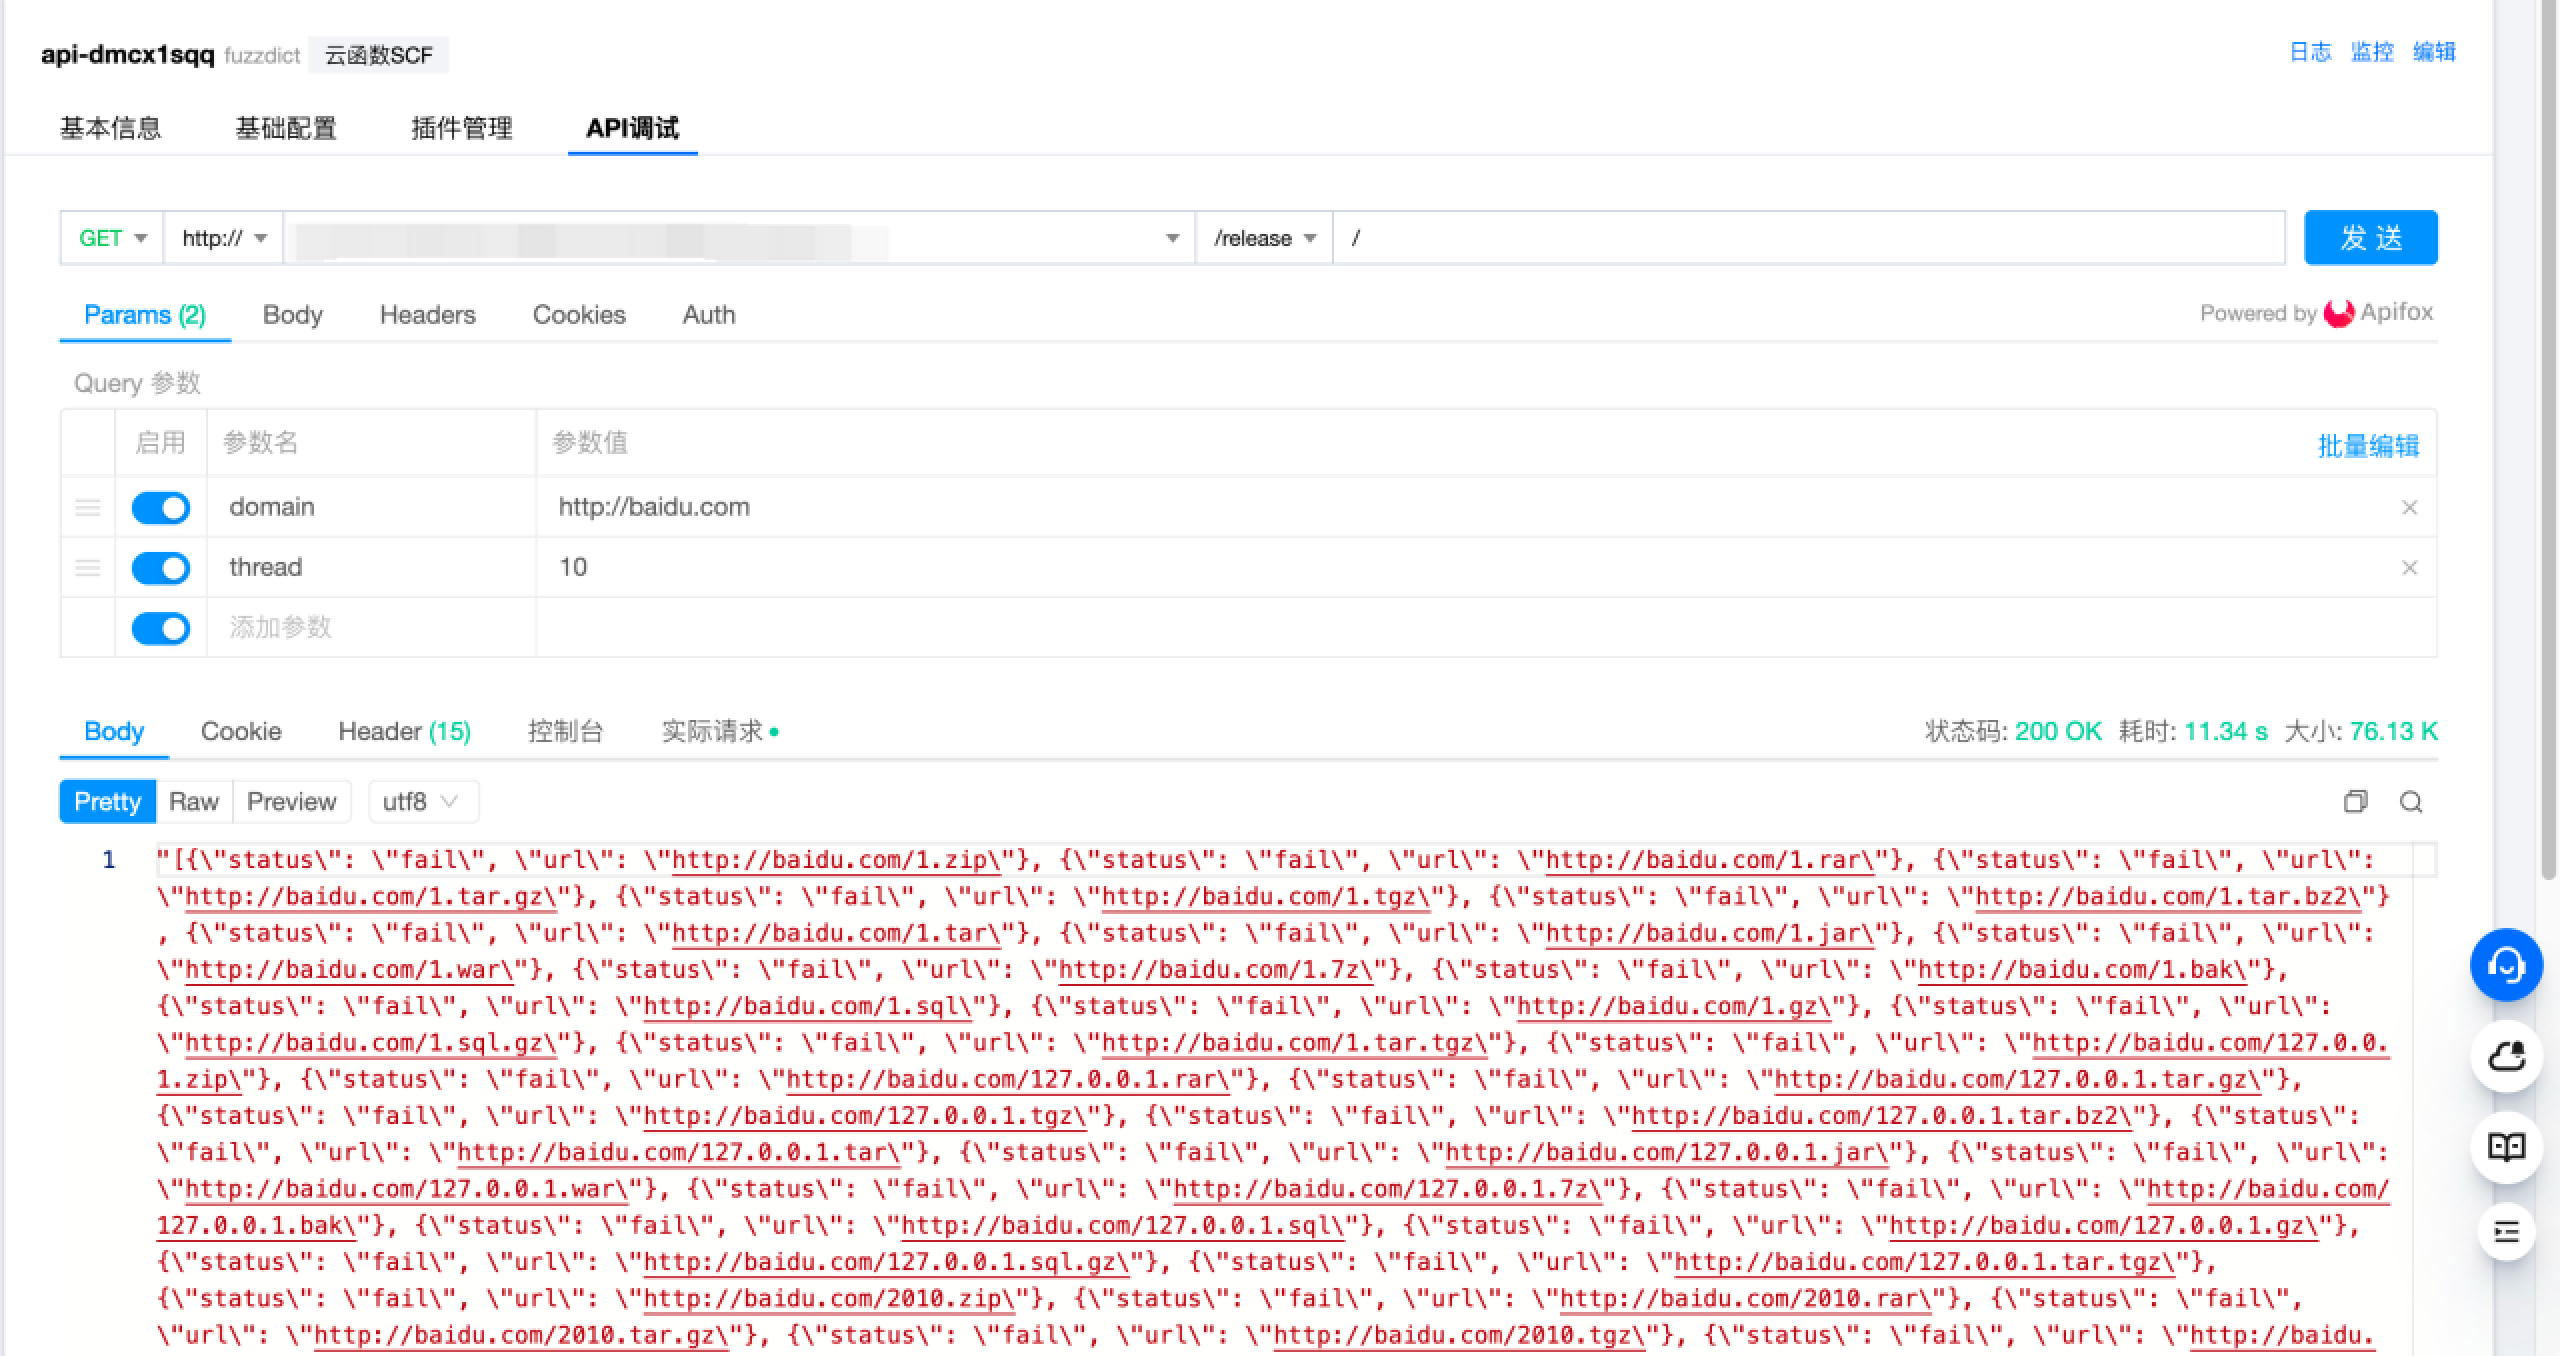 api-dmcx1sqq fuzzdict 云函数SCF 日志 监控 编辑
基本信息 基础配置 插件管理 API调试
GET http:// /release / 发 送
Params (2) Body Headers Cookies Auth Powered by Apifox
Query 参数
启用 参数名 参数值 批量编辑
domain http://baidu.com
thread 10
添加参数
Body Cookie Header (15) 控制台 实际请求 状态码: 200 OK 耗时: 11.34 s 大小: 76.13 K
Pretty Raw Preview utf8
1 "[{\"status\": \"fail\", \"url\": \"http://baidu.com/1.zip\"}, {\"status\": \"fail\", \"url\": \"http://baidu.com/1.rar\"}, {\"status\": \"fail\", \"url\":
\"http://baidu.com/1.tar.gz\"}, {\"status\": \"fail\", \"url\": \"http://baidu.com/1.tgz\"}, {\"status\": \"fail\", \"url\": \"http://baidu.com/1.tar.bz2\"}
, {\"status\": \"fail\", \"url\": \"http://baidu.com/1.tar\"}, {\"status\": \"fail\", \"url\": \"http://baidu.com/1.jar\"}, {\"status\": \"fail\", \"url\":
\"http://baidu.com/1.war\"}, {\"status\": \"fail\", \"url\": \"http://baidu.com/1.7z\"}, {\"status\": \"fail\", \"url\": \"http://baidu.com/1.bak\"},
{\"status\": \"fail\", \"url\": \"http://baidu.com/1.sql\"}, {\"status\": \"fail\", \"url\": \"http://baidu.com/1.gz\"}, {\"status\": \"fail\", \"url\":
\"http://baidu.com/1.sql.gz\"}, {\"status\": \"fail\", \"url\": \"http://baidu.com/1.tar.tgz\"}, {\"status\": \"fail\", \"url\": \"http://baidu.com/127.0.0.
1.zip\"}, {\"status\": \"fail\", \"url\": \"http://baidu.com/127.0.0.1.rar\"}, {\"status\": \"fail\", \"url\": \"http://baidu.com/127.0.0.1.tar.gz\"},
{\"status\": \"fail\", \"url\": \"http://baidu.com/127.0.0.1.tgz\"}, {\"status\": \"fail\", \"url\": \"http://baidu.com/127.0.0.1.tar.bz2\"}, {\"status\":
\"fail\", \"url\": \"http://baidu.com/127.0.0.1.tar\"}, {\"status\": \"fail\", \"url\": \"http://baidu.com/127.0.0.1.jar\"}, {\"status\": \"fail\", \"url\":
\"http://baidu.com/127.0.0.1.war\"}, {\"status\": \"fail\", \"url\": \"http://baidu.com/127.0.0.1.7z\"}, {\"status\": \"fail\", \"url\": \"http://baidu.com/
127.0.0.1.bak\"}, {\"status\": \"fail\", \"url\": \"http://baidu.com/127.0.0.1.sql\"}, {\"status\": \"fail\", \"url\": \"http://baidu.com/127.0.0.1.gz\"},
{\"status\": \"fail\", \"url\": \"http://baidu.com/127.0.0.1.sql.gz\"}, {\"status\": \"fail\", \"url\": \"http://baidu.com/127.0.0.1.tar.tgz\"},
{\"status\": \"fail\", \"url\": \"http://baidu.com/2010.zip\"}, {\"status\": \"fail\", \"url\": \"http://baidu.com/2010.rar\"}, {\"status\": \"fail\",
\"url\": \"http://baidu.com/2010.tar.gz\"}, {\"status\": \"fail\", \"url\": \"http://baidu.com/2010.tgz\"}, {\"status\": \"fail\", \"url\": \"http://baidu.